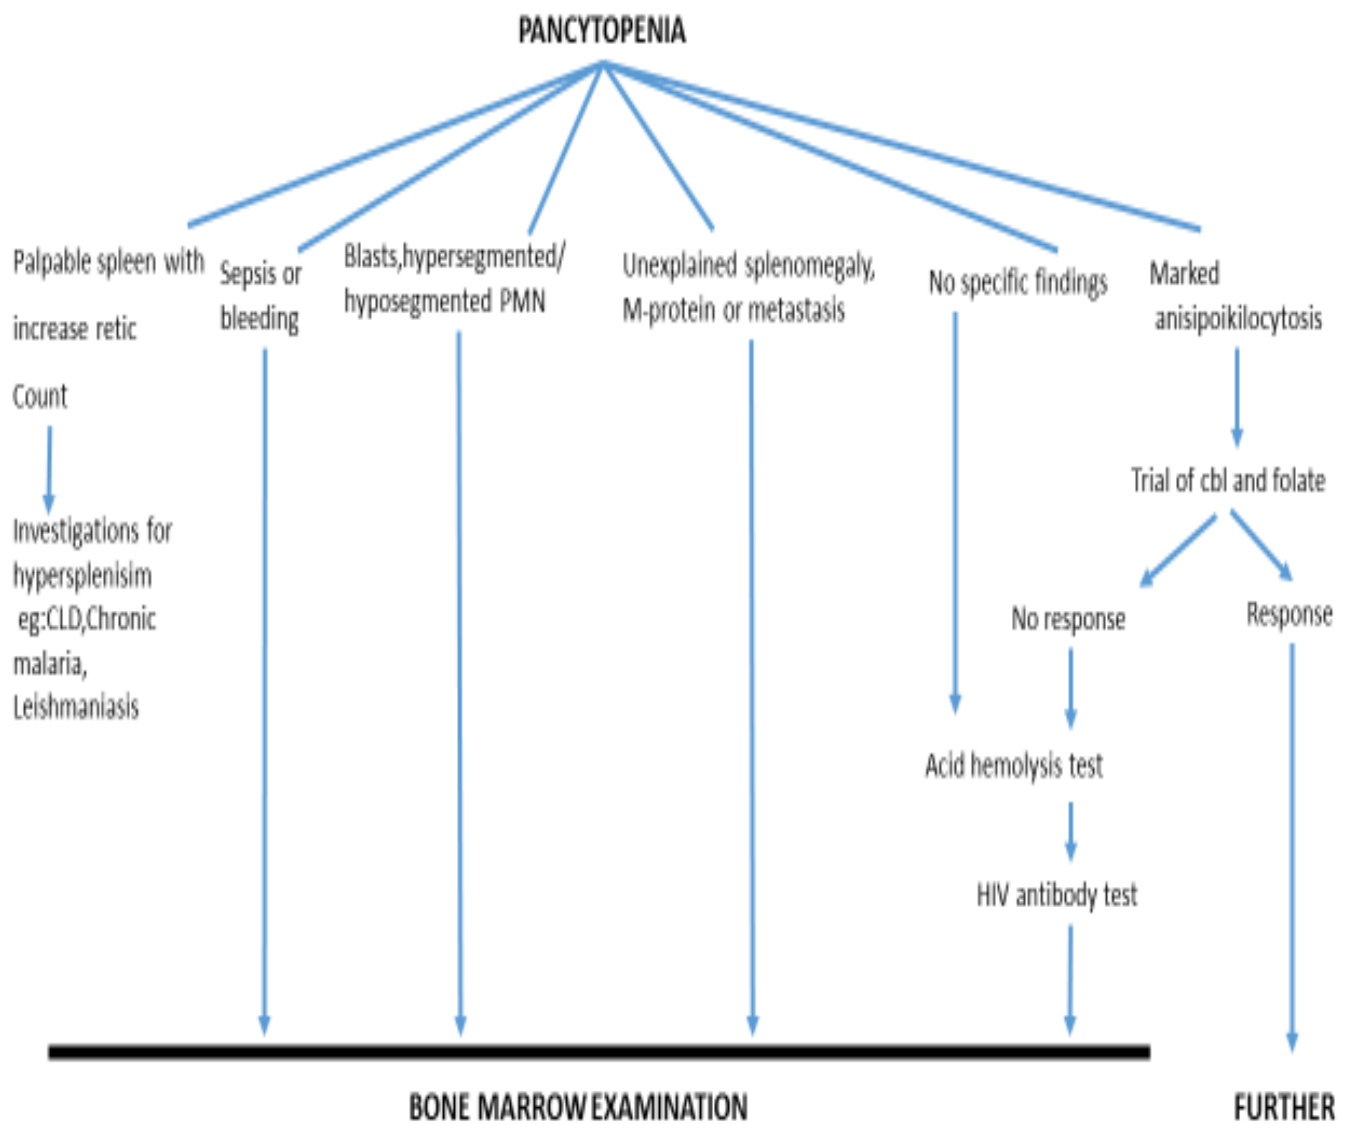 PANCYTOPENIA
Palpable spleen with
increase retic
Count
Sepsis or
bleeding
Blasts,hypersegmented/
hyposegmented PMN
Unexplained splenomegaly,
M-protein or metastasis
No specific findings
Marked
anisipoikilocytosis
Investigations for
hypersplenisim
eg:CLD,Chronic
malaria,
Leishmaniasis
Trial of cbl and folate
No response
Response
Acid hemolysis test
HIV antibody test
BONE MARROW EXAMINATION
FURTHER